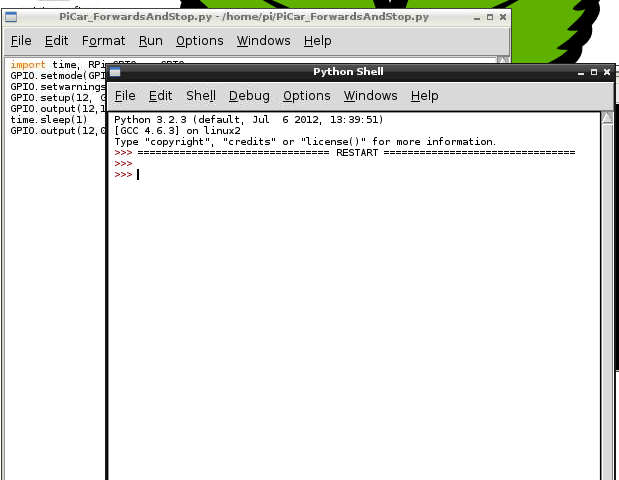 PiCar_ForwardsAndStop.py - /home/pi/PiCar_ForwardsAndStop.py
File Edit Format Run Options Windows Help
import time, RPi
GPIO.setmode(GPI
GPIO.setwarnings
GPIO.setup(12, G
GPIO.output(12,1
time.sleep(1)
GPIO.output(12,0
Python Shell
File Edit Shell Debug Options Windows Help
Python 3.2.3 (default, Jul  6 2012, 13:39:51)
[GCC 4.6.3] on linux2
Type "copyright", "credits" or "license()" for more information.
>>> ================================ RESTART ================================
>>>
>>>